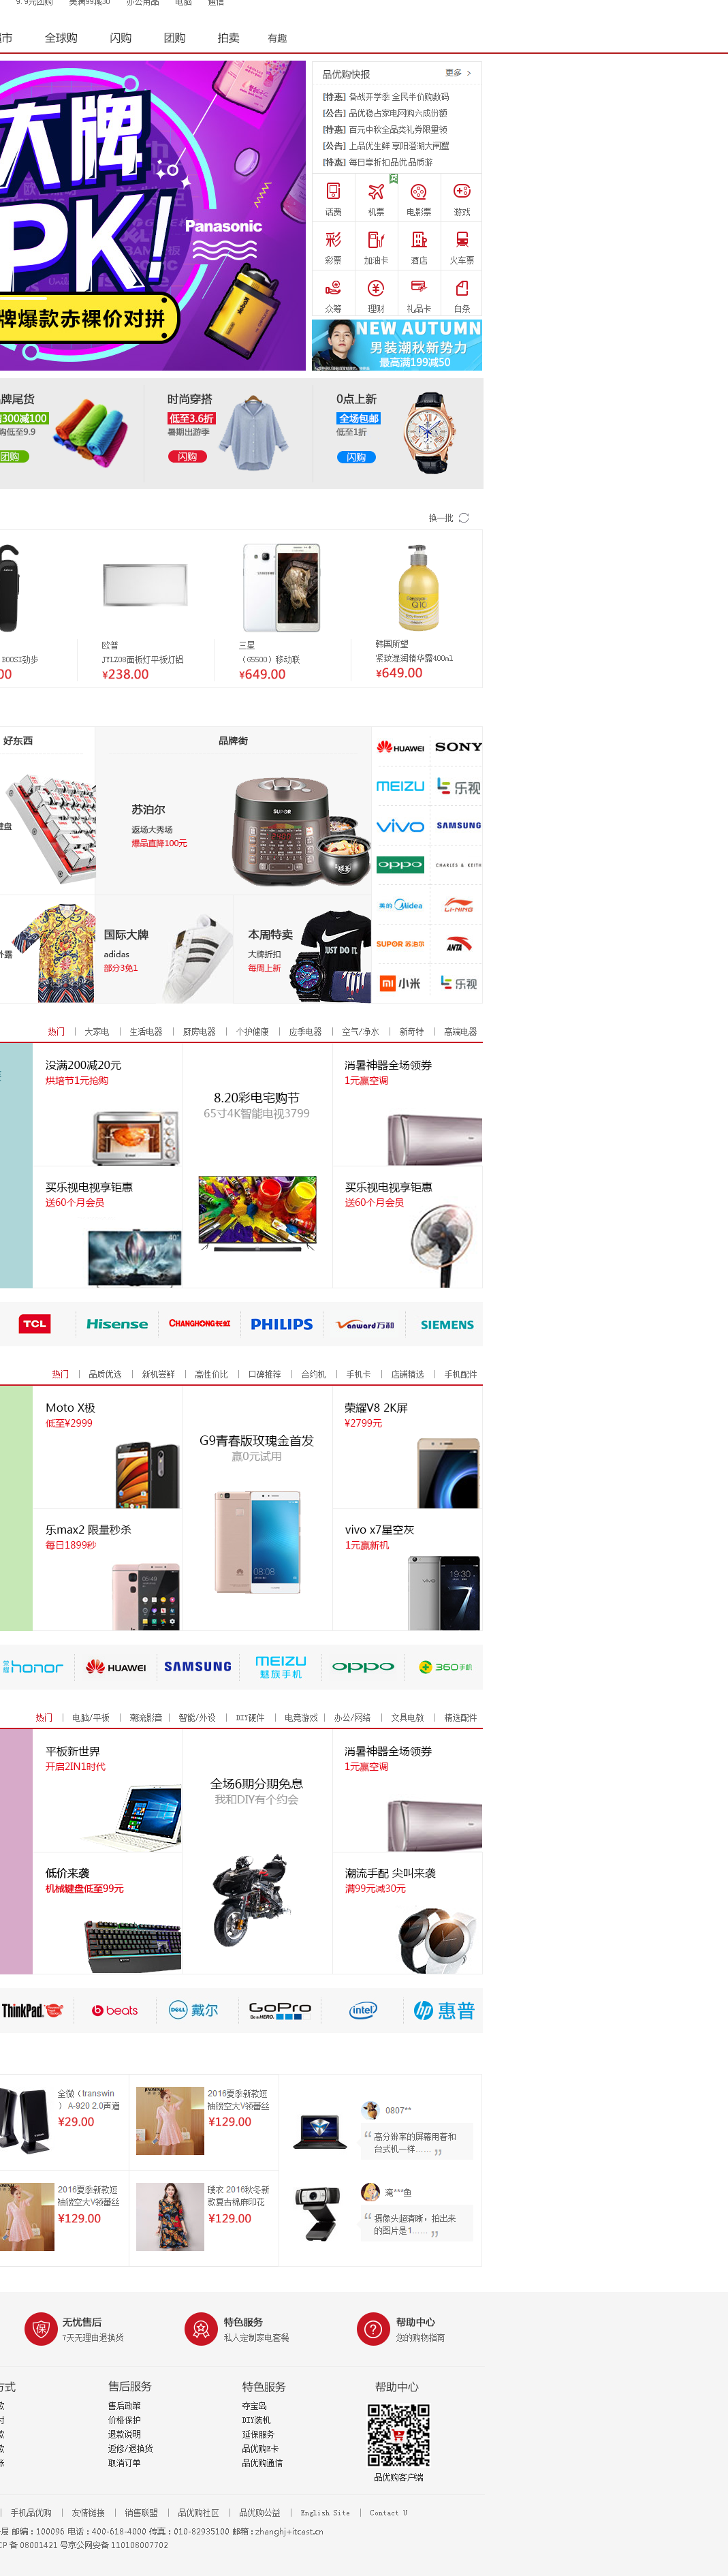 9.9元团购 美满99减30 办公用品 电脑 通信
超市 全球购 闪购 团购 拍卖 有趣
大牌
PK!
Panasonic
牌爆款赤裸价对拼
品优购快报 更多 >
[特惠] 备战开学季 全民半价购数码
[公告] 品优稳占家电网购六成份额
[特惠] 百元中秋全品类礼券限量领
[公告] 上品优生鲜 享阳澄湖大闸蟹
[特惠] 每日享折扣品优品质游
话费 机票 电影票 游戏
彩票 加油卡 酒店 火车票
众筹 理财 礼品卡 白条
NEW AUTUMN
男装潮秋新势力
最高满199减50
品牌尾货 时尚穿搭 0点上新
满300减100 低至3.6折 全场包邮
购低至9.9 暑期出游季 低至1折
团购 闪购 闪购
换一批
欧普 三星 韩国所望
BOOSI劲步 JYLZ08面板灯平板灯铝 （G5500）移动联 紧致湿润精华露400ml
00 ¥238.00 ¥649.00 ¥649.00
好东西 品牌街
HUAWEI SONY
MEIZU 乐视
苏泊尔
返场大秀场
爆品直降100元
SUPOR
键盘
vivo SAMSUNG
OPPO CHARLES & KEITH
美的 Midea LI-NING
国际大牌 本周特卖
adidas 大牌折扣
部分3免1 每周上新
JUST DO IT
外露
SUPOR 苏泊尔 ANTA
小米 乐视
热门 | 大家电 | 生活电器 | 厨房电器 | 个护健康 | 应季电器 | 空气/净水 | 新奇特 | 高端电器
没满200减20元
烘培节1元抢购
8.20彩电宅购节
65寸4K智能电视3799
消暑神器全场领券
1元赢空调
买乐视电视享钜惠
送60个月会员
买乐视电视享钜惠
送60个月会员
TCL Hisense CHANGHONG长虹 PHILIPS Vanward万和 SIEMENS
热门 | 品质优选 | 新机尝鲜 | 高性价比 | 口碑推荐 | 合约机 | 手机卡 | 店铺精选 | 手机配件
Moto X极
低至¥2999
G9青春版玫瑰金首发
赢0元试用
荣耀V8 2K屏
¥2799元
乐max2 限量秒杀
每日1899秒
vivo x7星空灰
1元赢新机
荣耀 honor HUAWEI SAMSUNG MEIZU 魅族手机 OPPO 360手机
热门 | 电脑/平板 | 潮流影音 | 智能/外设 | DIY硬件 | 电竞游戏 | 办公/网络 | 文具电教 | 精选配件
平板新世界
开启2IN1时代
全场6期分期免息
我和DIY有个约会
消暑神器全场领券
1元赢空调
低价来袭
机械键盘低至99元
潮流手配 尖叫来袭
满99元减30元
ThinkPad beats DELL 戴尔 GoPro Be a HERO. intel hp 惠普
全微（transwin
） A-920 2.0声道
¥29.00
2016夏季新款短
袖镂空大V领蕾丝
¥129.00
0807**
高分辨率的屏幕用着和
台式机一样……
2016夏季新款短
袖镂空大V领蕾丝
¥129.00
璞衣 2016秋冬新
款复古棉麻印花
¥129.00
滝***鱼
摄像头超清晰，拍出来
的图片是1……
保 无忧售后 特色服务 帮助中心
7天无理由退换货 私人定制家电套餐 您的购物指南
方式 售后服务 特色服务 帮助中心
售后政策 夺宝岛
价格保护 DIY装机
退款说明 延保服务
返修/退换货 品优购E卡
取消订单 品优购通信
品优购客户端
| 手机品优购 | 友情链接 | 销售联盟 | 品优购社区 | 品优购公益 | English Site | Contact U
层 邮编：100096 电话：400-618-4000 传真：010-82935100 邮箱：zhanghj+itcast.cn
CP 备 08001421 号京公网安备 110108007702